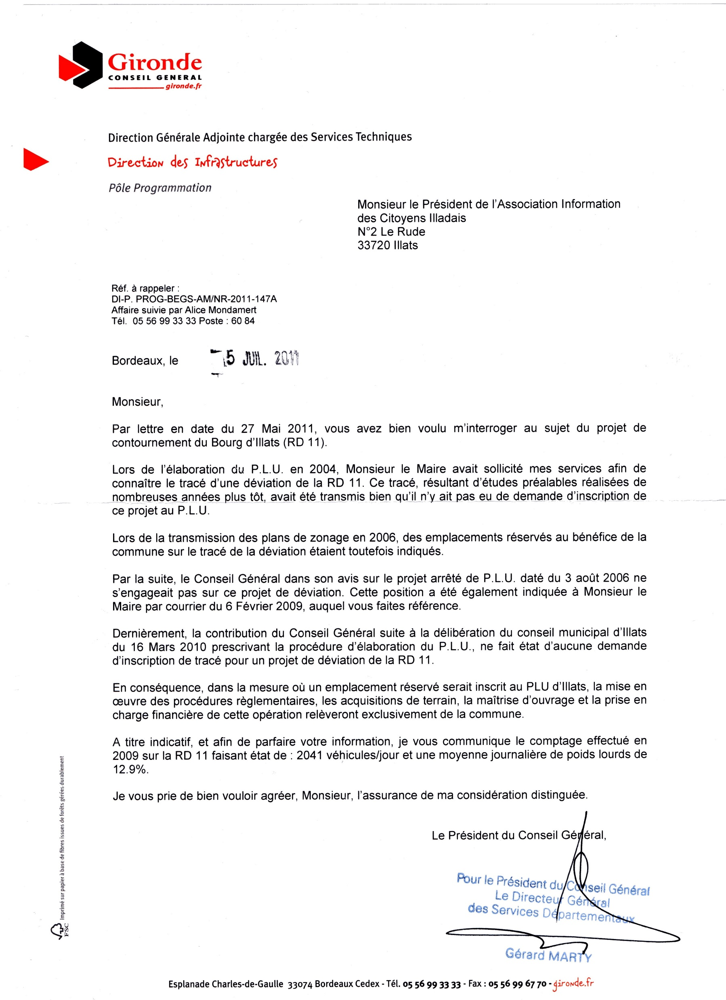 Gironde
CONSEIL GENERAL
gironde.fr
Direction Générale Adjointe chargée des Services Techniques
Direction des Infrastructures
Pôle Programmation
Monsieur le Président de l'Association Information
des Citoyens Illadais
N°2 Le Rude
33720 Illats
Réf. à rappeler :
DI-P. PROG-BEGS-AM/NR-2011-147A
Affaire suivie par Alice Mondamert
Tél. 05 56 99 33 33 Poste : 60 84
Bordeaux, le - 5 JUIL. 2011
Monsieur,
Par lettre en date du 27 Mai 2011, vous avez bien voulu m'interroger au sujet du projet de
contournement du Bourg d'Illats (RD 11).
Lors de l'élaboration du P.L.U. en 2004, Monsieur le Maire avait sollicité mes services afin de
connaître le tracé d'une déviation de la RD 11. Ce tracé, résultant d'études préalables réalisées de
nombreuses années plus tôt, avait été transmis bien qu'il n'y ait pas eu de demande d'inscription de
ce projet au P.L.U.
Lors de la transmission des plans de zonage en 2006, des emplacements réservés au bénéfice de la
commune sur le tracé de la déviation étaient toutefois indiqués.
Par la suite, le Conseil Général dans son avis sur le projet arrêté de P.L.U. daté du 3 août 2006 ne
s'engageait pas sur ce projet de déviation. Cette position a été également indiquée à Monsieur le
Maire par courrier du 6 Février 2009, auquel vous faites référence.
Dernièrement, la contribution du Conseil Général suite à la délibération du conseil municipal d'Illats
du 16 Mars 2010 prescrivant la procédure d'élaboration du P.L.U., ne fait état d'aucune demande
d'inscription de tracé pour un projet de déviation de la RD 11.
En conséquence, dans la mesure où un emplacement réservé serait inscrit au PLU d'Illats, la mise en
œuvre des procédures règlementaires, les acquisitions de terrain, la maîtrise d'ouvrage et la prise en
charge financière de cette opération relèveront exclusivement de la commune.
A titre indicatif, et afin de parfaire votre information, je vous communique le comptage effectué en
2009 sur la RD 11 faisant état de : 2041 véhicules/jour et une moyenne journalière de poids lourds de
12.9%.
Je vous prie de bien vouloir agréer, Monsieur, l'assurance de ma considération distinguée.
Le Président du Conseil Général,
Pour le Président du Conseil Général
Le Directeur Général
des Services Départementaux
Gérard MARTY
FSC Imprimé sur papier à base de fibres issues de forêts gérées durablement
Esplanade Charles-de-Gaulle 33074 Bordeaux Cedex - Tél. 05 56 99 33 33 - Fax : 05 56 99 67 70 - gironde.fr